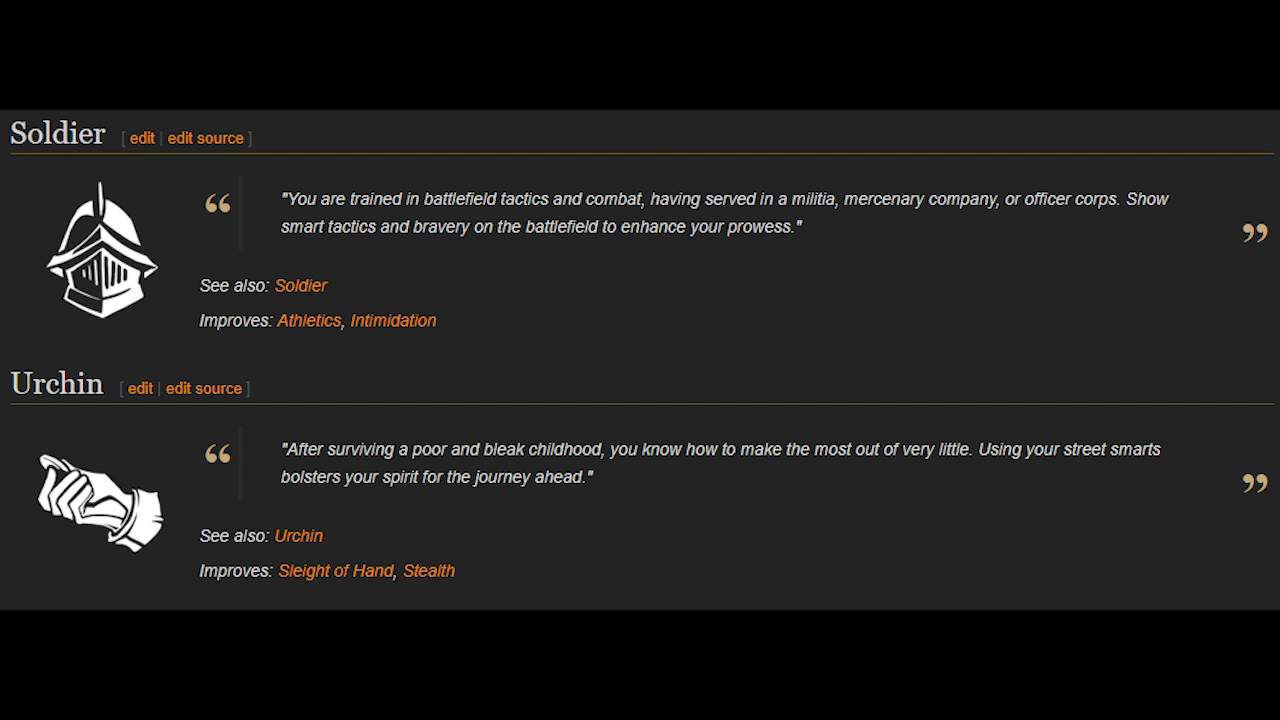 Soldier [ edit | edit source ]
“ "You are trained in battlefield tactics and combat, having served in a militia, mercenary company, or officer corps. Show
smart tactics and bravery on the battlefield to enhance your prowess." ”
See also: Soldier
Improves: Athletics, Intimidation
Urchin [ edit | edit source ]
“ "After surviving a poor and bleak childhood, you know how to make the most out of very little. Using your street smarts
bolsters your spirit for the journey ahead." ”
See also: Urchin
Improves: Sleight of Hand, Stealth